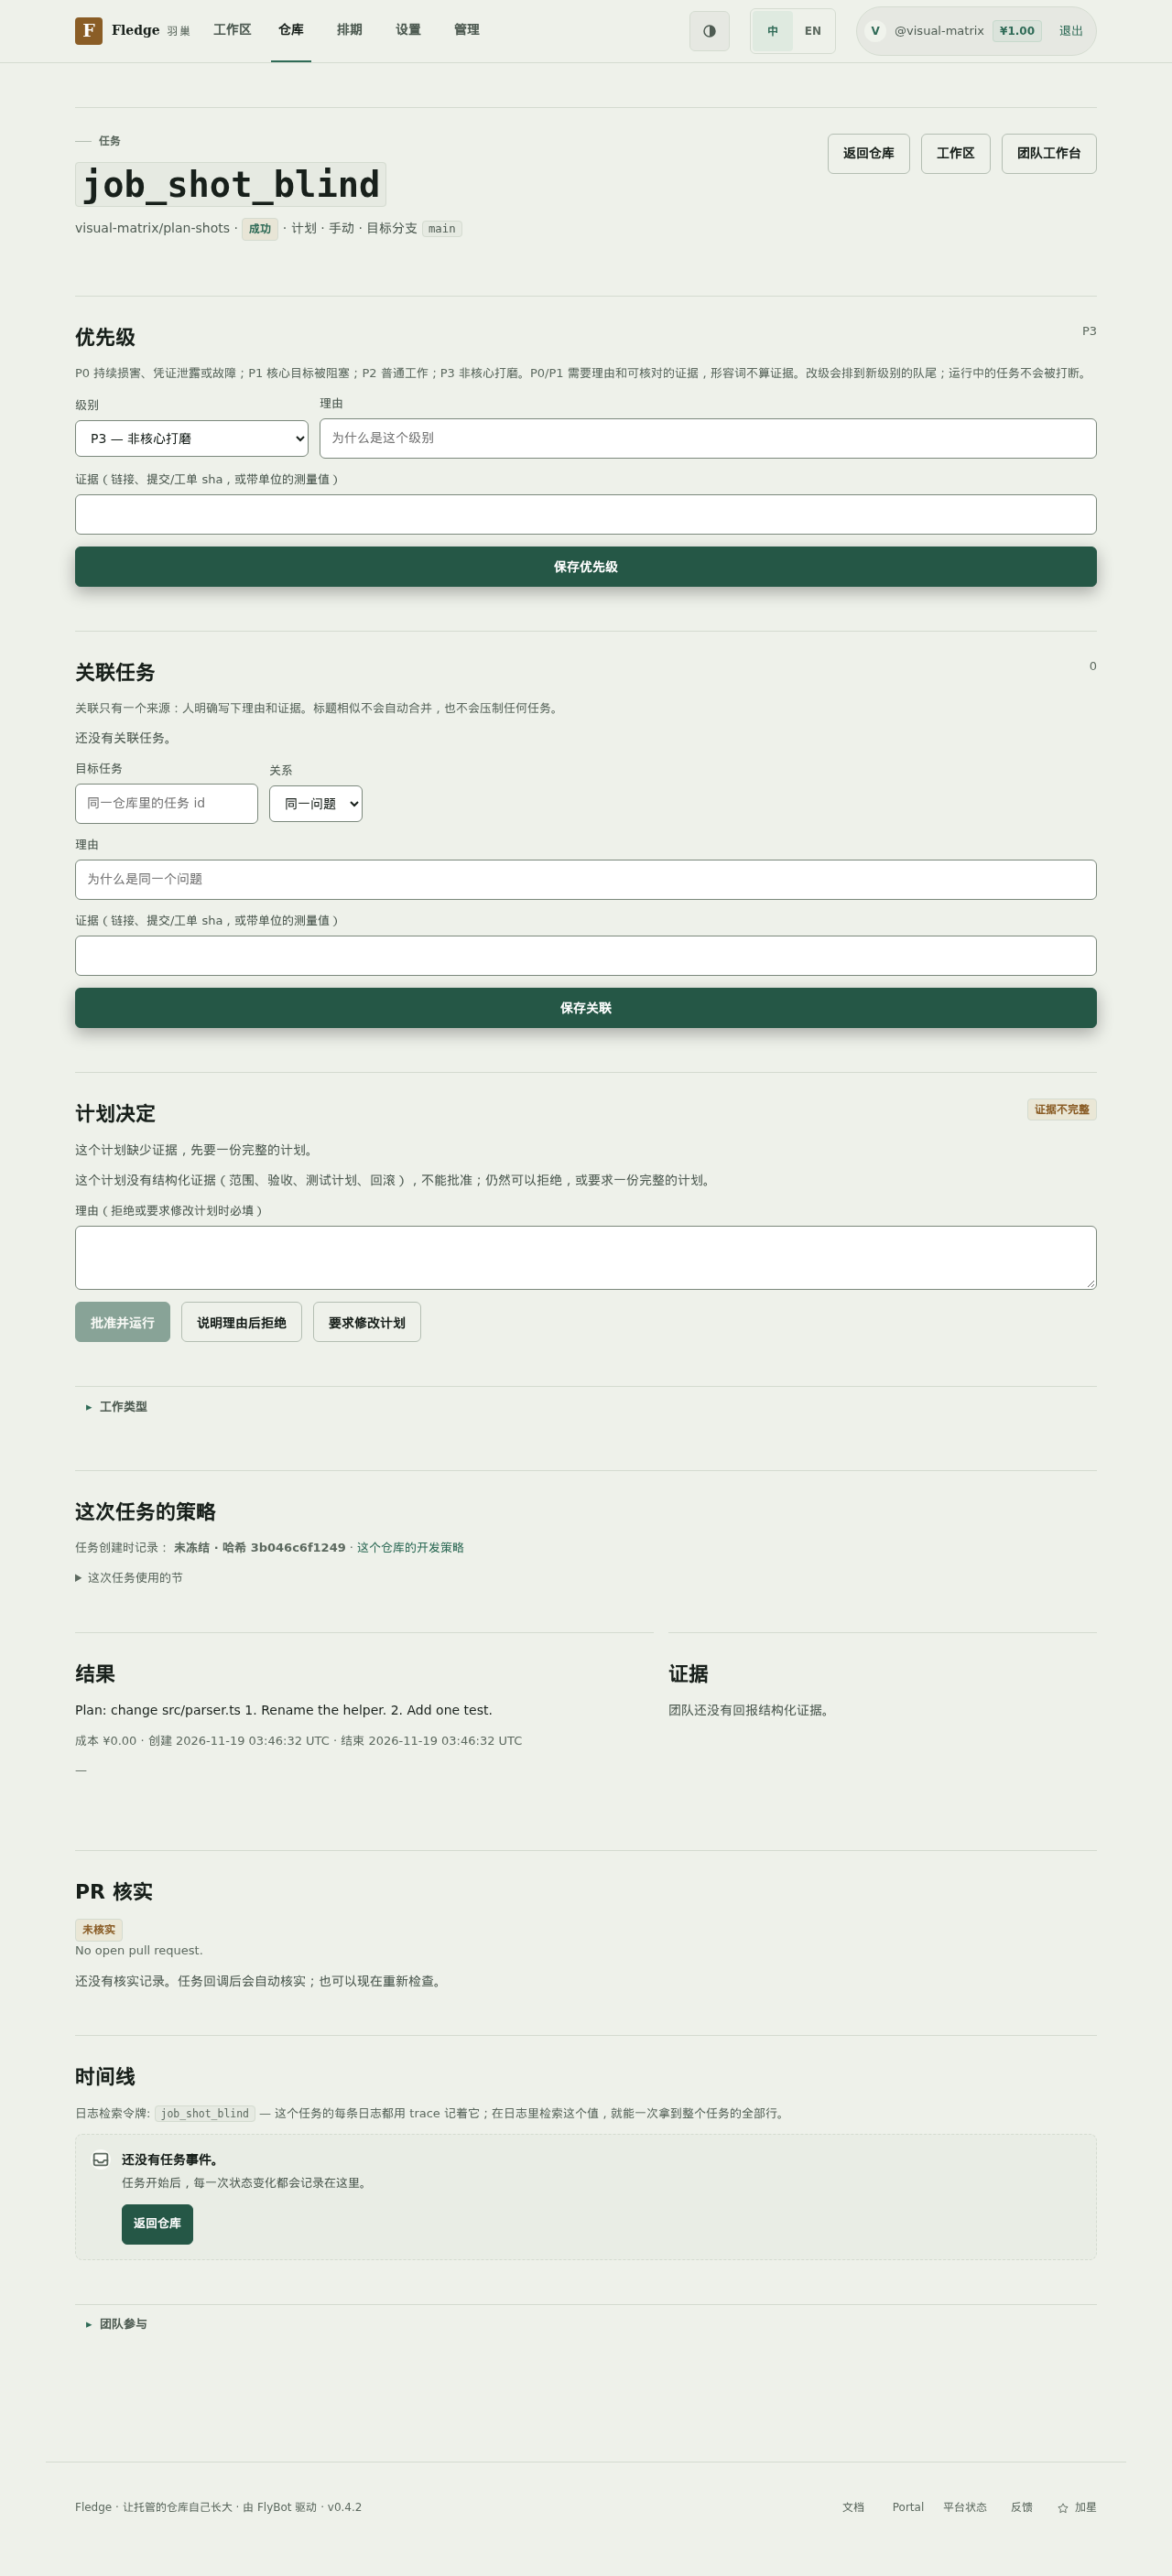 F Fledge 羽巢 工作区 仓库 排期 设置 管理 中 EN V @visual-matrix ¥1.00 退出
任务
返回仓库 工作区 团队工作台
job_shot_blind
visual-matrix/plan-shots · 成功 · 计划 · 手动 · 目标分支 main
优先级 P3
P0 持续损害、凭证泄露或故障；P1 核心目标被阻塞；P2 普通工作；P3 非核心打磨。P0/P1 需要理由和可核对的证据，形容词不算证据。改级会排到新级别的队尾；运行中的任务不会被打断。
级别 理由
P3 — 非核心打磨 为什么是这个级别
证据（链接、提交/工单 sha，或带单位的测量值）
保存优先级
关联任务 0
关联只有一个来源：人明确写下理由和证据。标题相似不会自动合并，也不会压制任何任务。
还没有关联任务。
目标任务 关系
同一仓库里的任务 id 同一问题
理由
为什么是同一个问题
证据（链接、提交/工单 sha，或带单位的测量值）
保存关联
计划决定 证据不完整
这个计划缺少证据，先要一份完整的计划。
这个计划没有结构化证据（范围、验收、测试计划、回滚），不能批准；仍然可以拒绝，或要求一份完整的计划。
理由（拒绝或要求修改计划时必填）
批准并运行 说明理由后拒绝 要求修改计划
▸ 工作类型
这次任务的策略
任务创建时记录： 未冻结 · 哈希 3b046c6f1249 · 这个仓库的开发策略
▶ 这次任务使用的节
结果
Plan: change src/parser.ts 1. Rename the helper. 2. Add one test.
成本 ¥0.00 · 创建 2026-11-19 03:46:32 UTC · 结束 2026-11-19 03:46:32 UTC
—
证据
团队还没有回报结构化证据。
PR 核实
未核实
No open pull request.
还没有核实记录。任务回调后会自动核实；也可以现在重新检查。
时间线
日志检索令牌: job_shot_blind — 这个任务的每条日志都用 trace 记着它；在日志里检索这个值，就能一次拿到整个任务的全部行。
还没有任务事件。
任务开始后，每一次状态变化都会记录在这里。
返回仓库
▸ 团队参与
Fledge · 让托管的仓库自己长大 · 由 FlyBot 驱动 · v0.4.2 文档 Portal 平台状态 反馈 加星